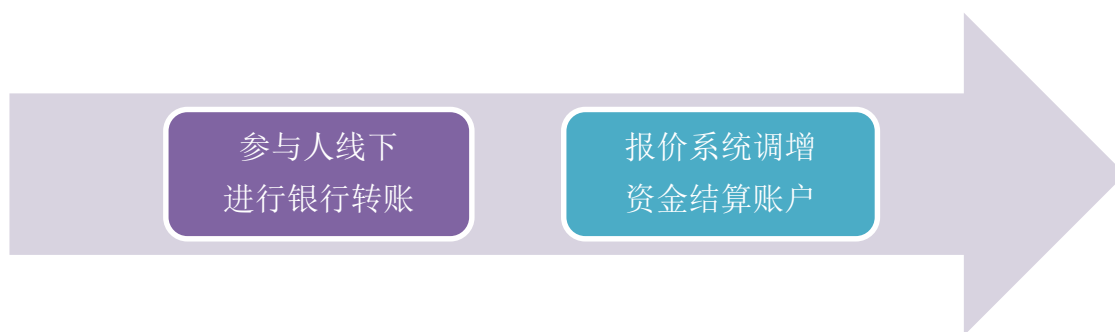 参与人线下
进行银行转账
报价系统调增
资金结算账户